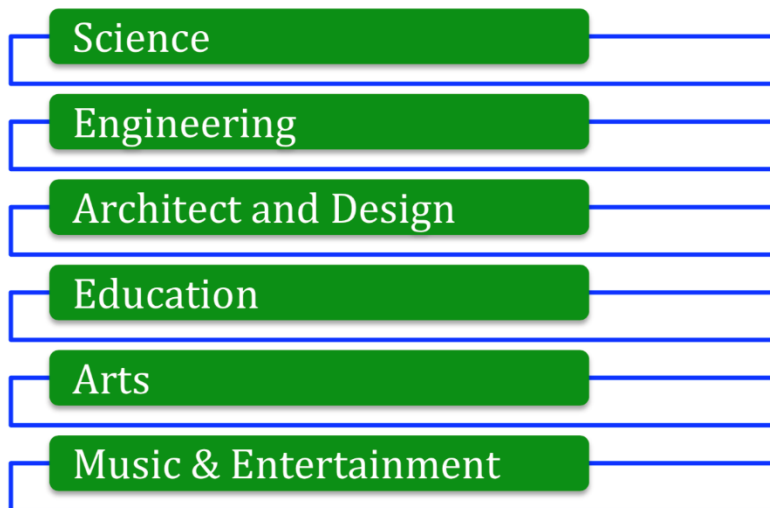 Science
Engineering
Architect and Design
Education
Arts
Music & Entertainment